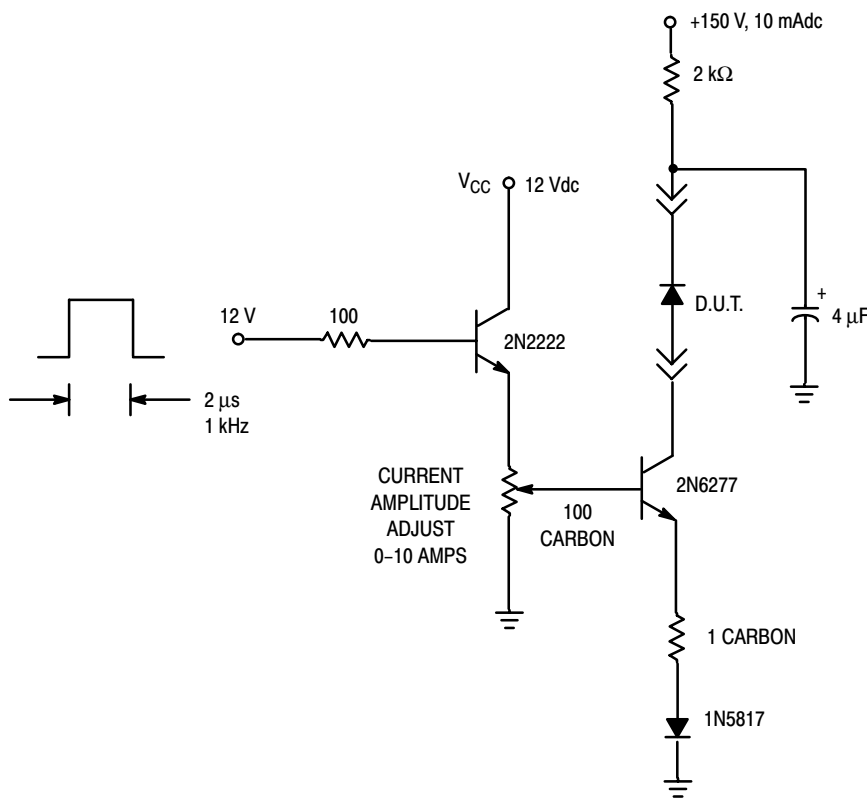 +150 V, 10 mAdc
2 kΩ
VCC
12 Vdc
12 V
100
2N2222
D.U.T.
+
4 μF
2 μs
1 kHz
CURRENT
AMPLITUDE
ADJUST
0–10 AMPS
100
CARBON
2N6277
1 CARBON
1N5817